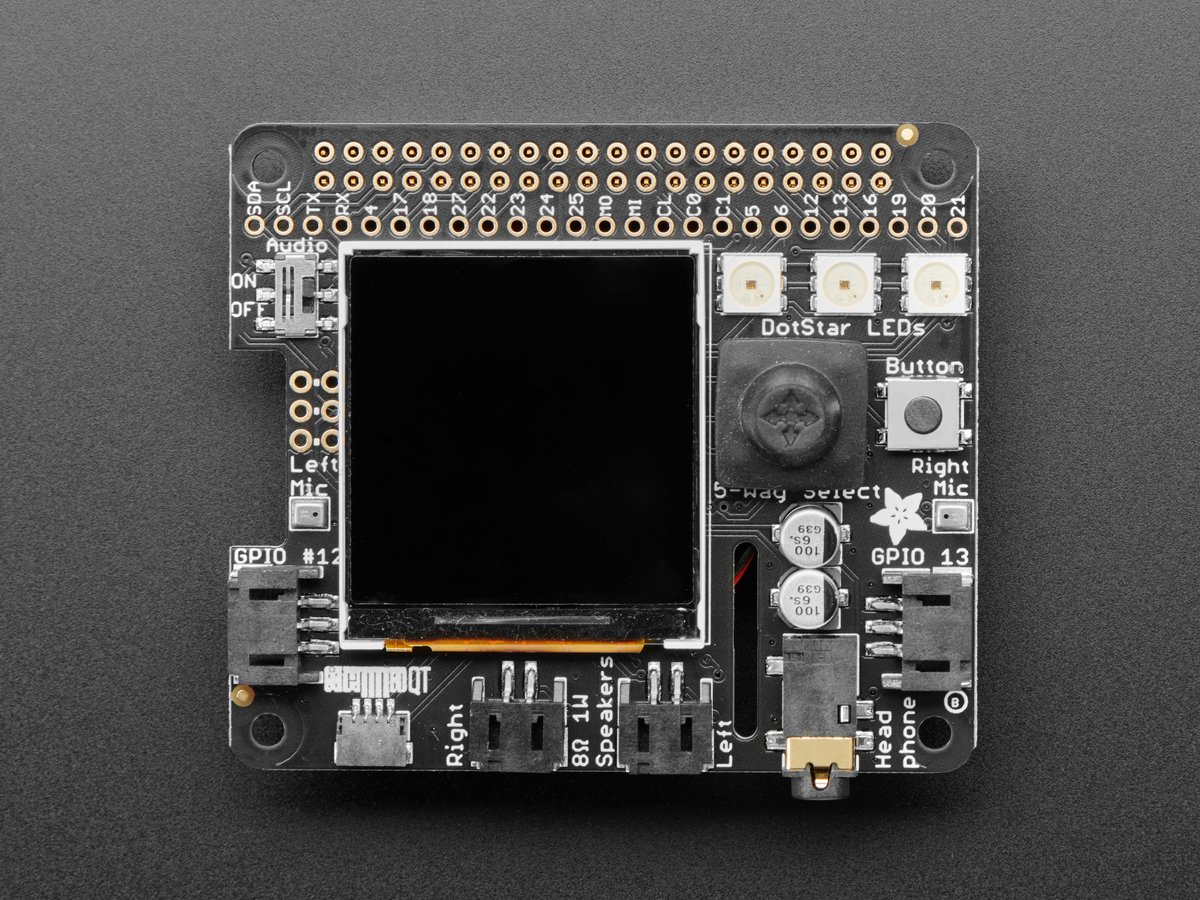 SDA SCL TX RX 4 17 18 27 22 23 24 25 MO MI CL C0 C1 5 6 12 13 16 19 20 21
Audio
ON
OFF
DotStar LEDs
Button
Left
Mic
Right
Mic
5-Way Select
GPIO #12
GPIO 13
100
6S.
G39
100
6S.
G39
QT
Right
8Ω 1W
Speakers
Left
Head
phone
B